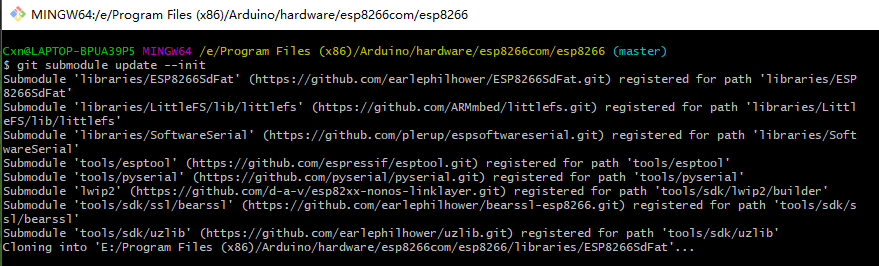 MINGW64:/e/Program Files (x86)/Arduino/hardware/esp8266com/esp8266
Cxn@LAPTOP-BPUA39P5 MINGW64 /e/Program Files (x86)/Arduino/hardware/esp8266com/esp8266 (master)
$ git submodule update --init
Submodule 'libraries/ESP8266SdFat' (https://github.com/earlephilhower/ESP8266SdFat.git) registered for path 'libraries/ESP
8266SdFat'
Submodule 'libraries/LittleFS/lib/littlefs' (https://github.com/ARMmbed/littlefs.git) registered for path 'libraries/Littl
eFS/lib/littlefs'
Submodule 'libraries/SoftwareSerial' (https://github.com/plerup/espsoftwareserial.git) registered for path 'libraries/Soft
wareSerial'
Submodule 'tools/esptool' (https://github.com/espressif/esptool.git) registered for path 'tools/esptool'
Submodule 'tools/pyserial' (https://github.com/pyserial/pyserial.git) registered for path 'tools/pyserial'
Submodule 'lwip2' (https://github.com/d-a-v/esp82xx-nonos-linklayer.git) registered for path 'tools/sdk/lwip2/builder'
Submodule 'tools/sdk/ssl/bearssl' (https://github.com/earlephilhower/bearssl-esp8266.git) registered for path 'tools/sdk/s
sl/bearssl'
Submodule 'tools/sdk/uzlib' (https://github.com/earlephilhower/uzlib.git) registered for path 'tools/sdk/uzlib'
Cloning into 'E:/Program Files (x86)/Arduino/hardware/esp8266com/esp8266/libraries/ESP8266SdFat'...